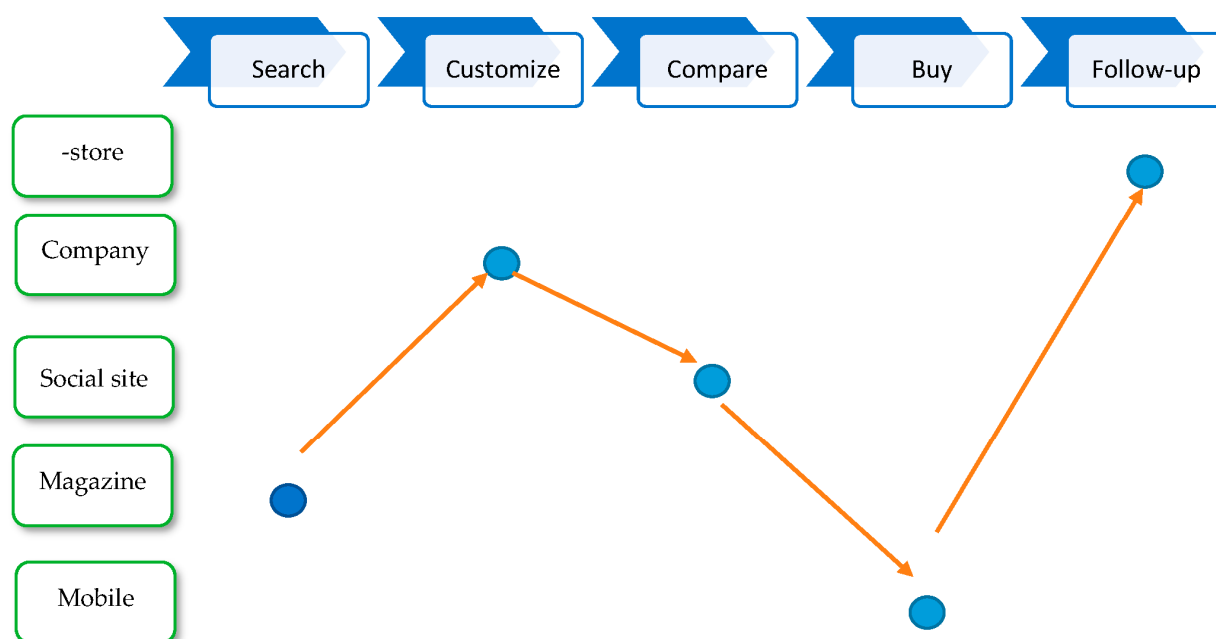 Search
Customize
Compare
Buy
Follow-up
-store
Company
Social site
Magazine
Mobile